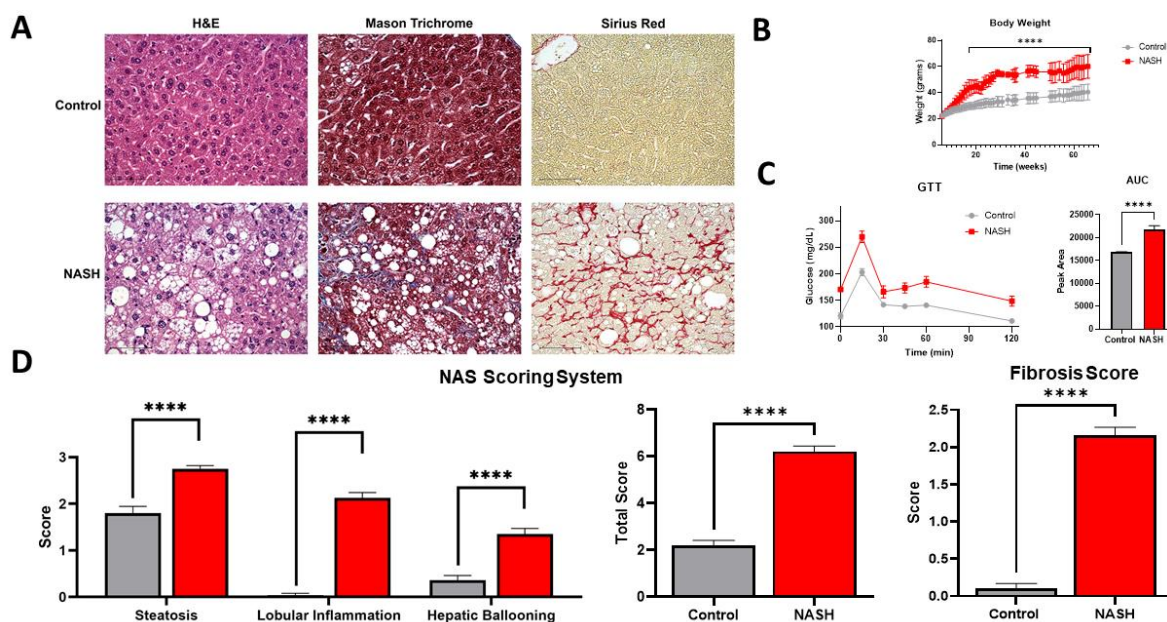 A
H&E
Mason Trichrome
Sirius Red
Control
NASH
B
Body Weight
****
Control
NASH
Weight (grams)
80
60
40
20
0
20
40
60
Time (weeks)
C
GTT
Control
NASH
Glucose (mg/dL)
300
250
200
150
100
0
30
60
90
120
Time (min)
AUC
****
Peak Area
25000
20000
15000
10000
5000
0
Control
NASH
D
NAS Scoring System
****
****
****
Score
3
2
1
0
Steatosis
Lobular Inflammation
Hepatic Ballooning
****
Total Score
8
6
4
2
0
Control
NASH
Fibrosis Score
****
Score
2.5
2.0
1.5
1.0
0.5
0.0
Control
NASH